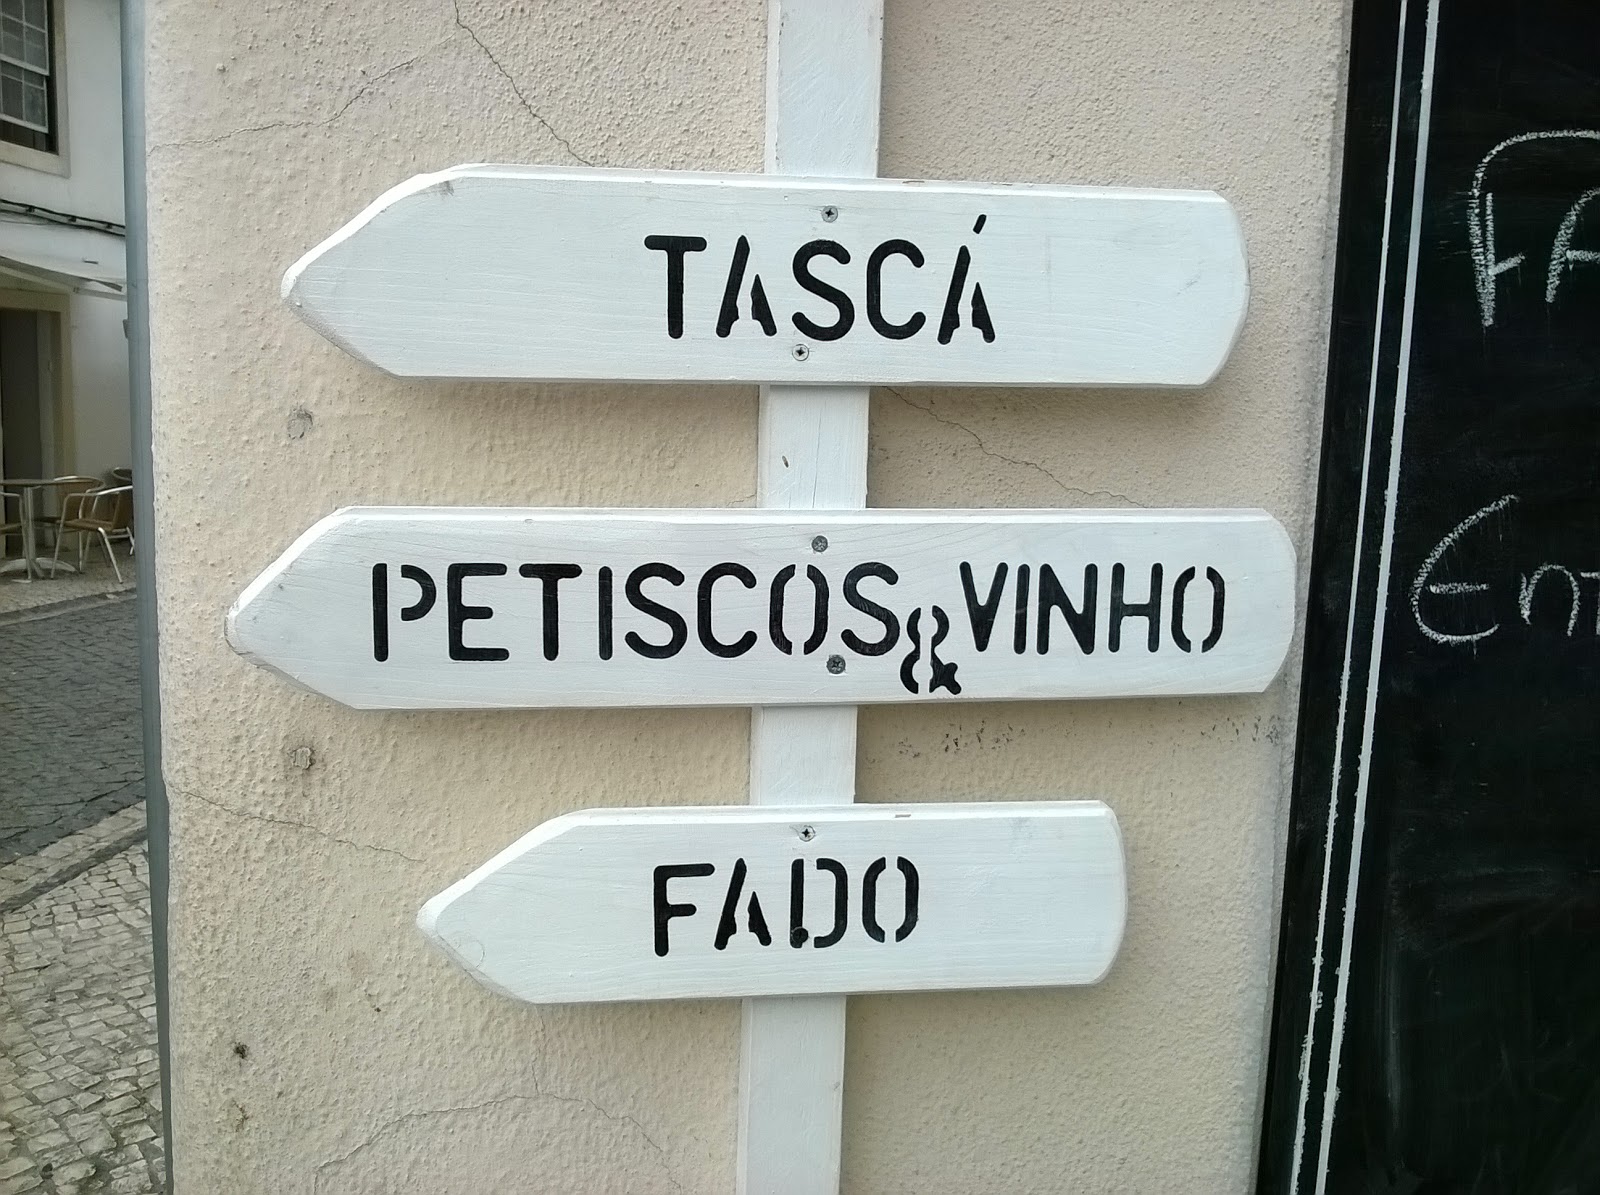 TASCÁ
PETISCOS & VINHO
FADO